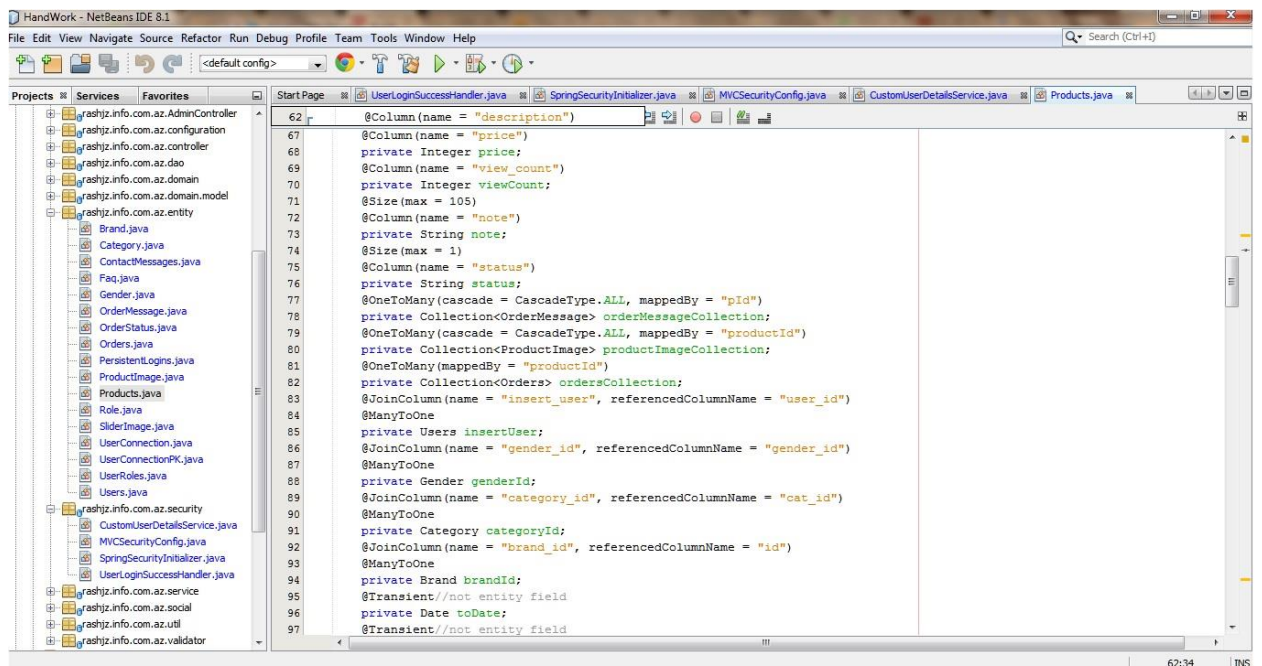 HandWork - NetBeans IDE 8.1
File Edit View Navigate Source Refactor Run Debug Profile Team Tools Window Help
Search (Ctrl+I)
<default config>
Projects Services Favorites
Start Page UserLoginSuccessHandler.java SpringSecurityInitializer.java MVCSecurityConfig.java CustomUserDetailsService.java Products.java
rashjz.info.com.az.AdminController
rashjz.info.com.az.configuration
rashjz.info.com.az.controller
rashjz.info.com.az.dao
rashjz.info.com.az.domain
rashjz.info.com.az.domain.model
rashjz.info.com.az.entity
Brand.java
Category.java
ContactMessages.java
Faq.java
Gender.java
OrderMessage.java
OrderStatus.java
Orders.java
PersistentLogins.java
ProductImage.java
Products.java
Role.java
SliderImage.java
UserConnection.java
UserConnectionPK.java
UserRoles.java
Users.java
rashjz.info.com.az.security
CustomUserDetailsService.java
MVCSecurityConfig.java
SpringSecurityInitializer.java
UserLoginSuccessHandler.java
rashjz.info.com.az.service
rashjz.info.com.az.social
rashjz.info.com.az.util
rashjz.info.com.az.validator
62 @Column(name = "description")
67 @Column(name = "price")
68 private Integer price;
69 @Column(name = "view_count")
70 private Integer viewCount;
71 @Size(max = 105)
72 @Column(name = "note")
73 private String note;
74 @Size(max = 1)
75 @Column(name = "status")
76 private String status;
77 @OneToMany(cascade = CascadeType.ALL, mappedBy = "pId")
78 private Collection<OrderMessage> orderMessageCollection;
79 @OneToMany(cascade = CascadeType.ALL, mappedBy = "productId")
80 private Collection<ProductImage> productImageCollection;
81 @OneToMany(mappedBy = "productId")
82 private Collection<Orders> ordersCollection;
83 @JoinColumn(name = "insert_user", referencedColumnName = "user_id")
84 @ManyToOne
85 private Users insertUser;
86 @JoinColumn(name = "gender_id", referencedColumnName = "gender_id")
87 @ManyToOne
88 private Gender genderId;
89 @JoinColumn(name = "category_id", referencedColumnName = "cat_id")
90 @ManyToOne
91 private Category categoryId;
92 @JoinColumn(name = "brand_id", referencedColumnName = "id")
93 @ManyToOne
94 private Brand brandId;
95 @Transient//not entity field
96 private Date toDate;
97 @Transient//not entity field
62:34 INS